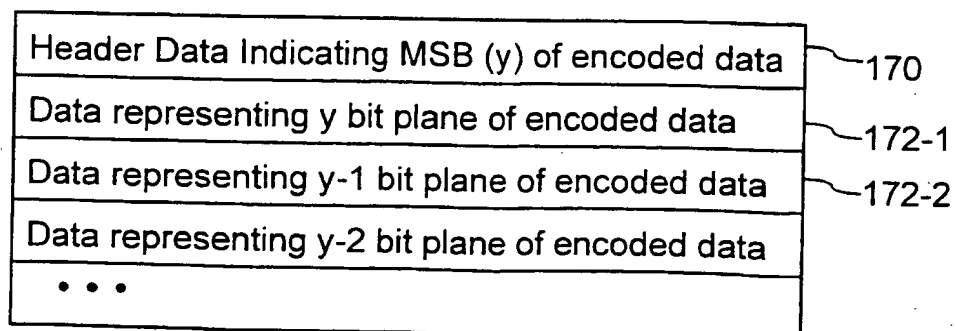 Header Data Indicating MSB (y) of encoded data 170
Data representing y bit plane of encoded data 172-1
Data representing y-1 bit plane of encoded data 172-2
Data representing y-2 bit plane of encoded data
• • •